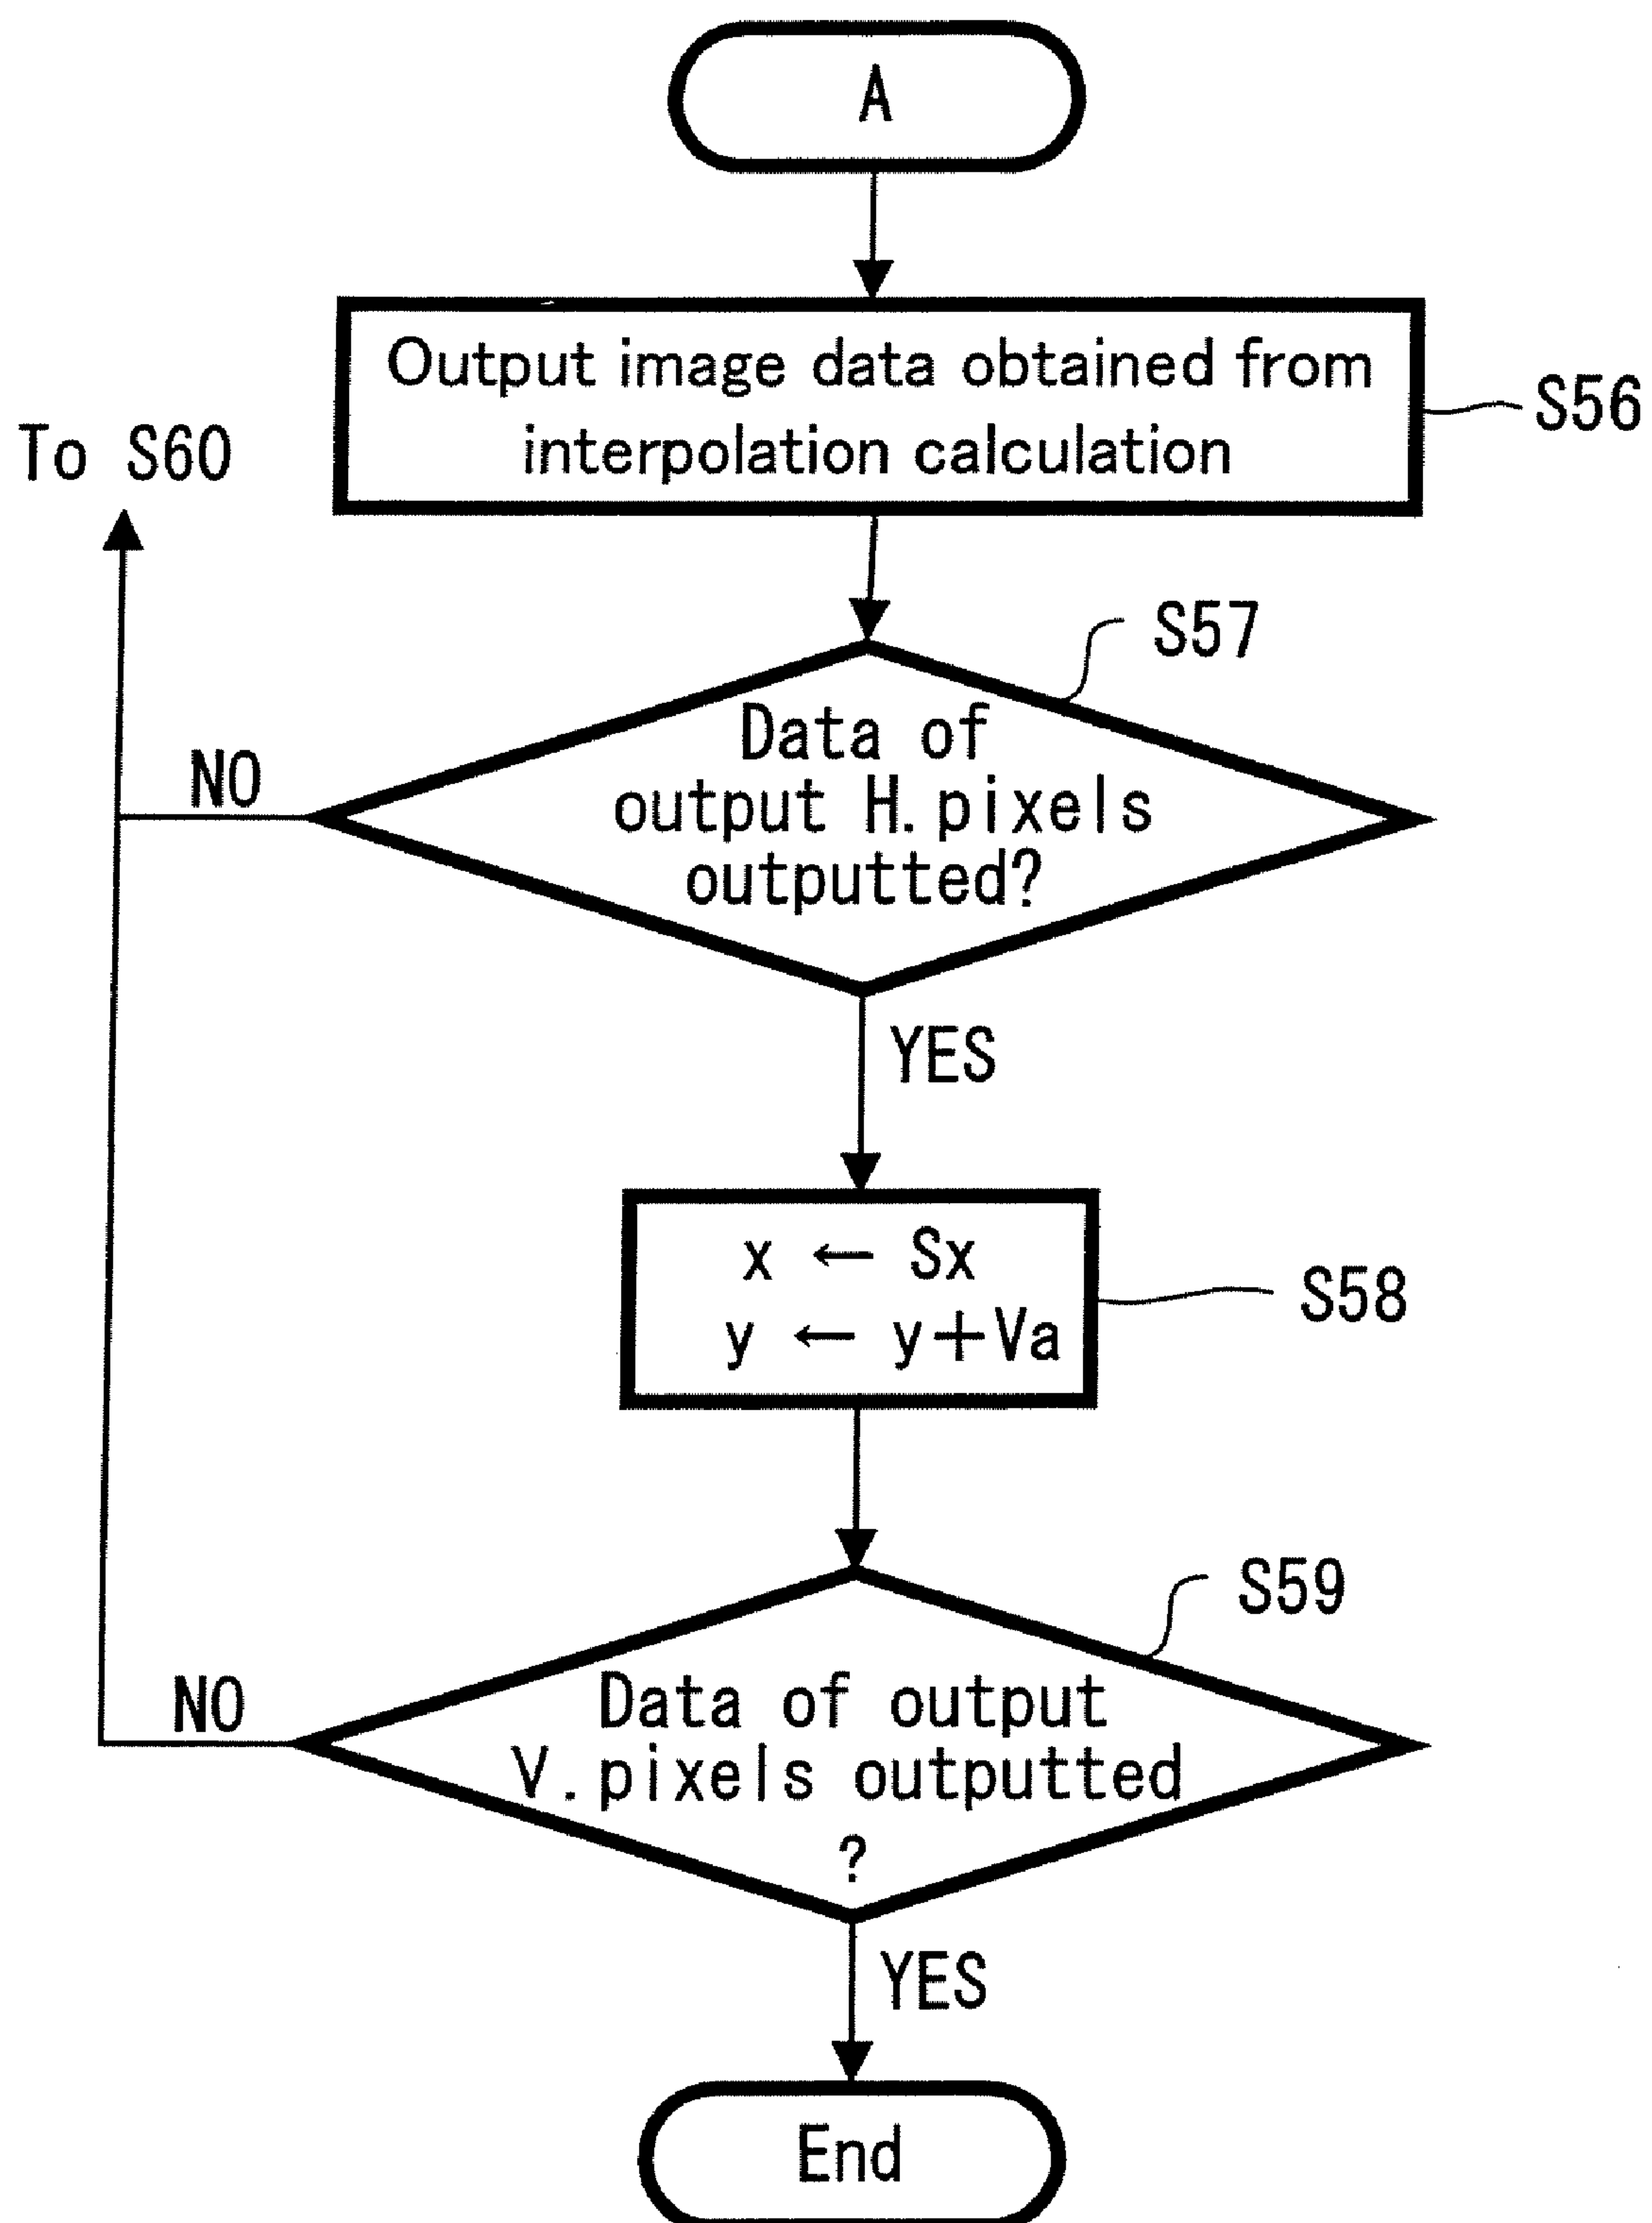 A
Output image data obtained from
interpolation calculation
S56
To S60
S57
Data of
output H.pixels
outputted?
NO
YES
x ← Sx
y ← y+Va
S58
S59
Data of output
V.pixels outputted
?
NO
YES
End